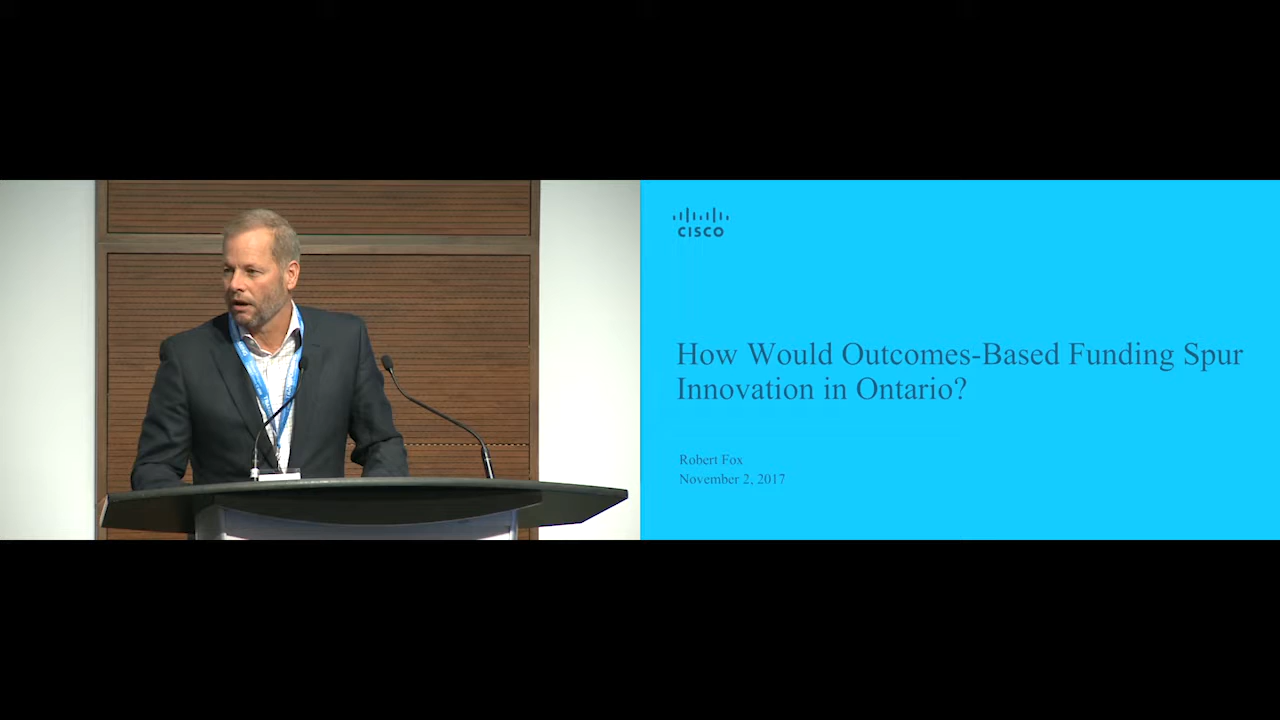 CISCO
How Would Outcomes-Based Funding Spur
Innovation in Ontario?
Robert Fox
November 2, 2017